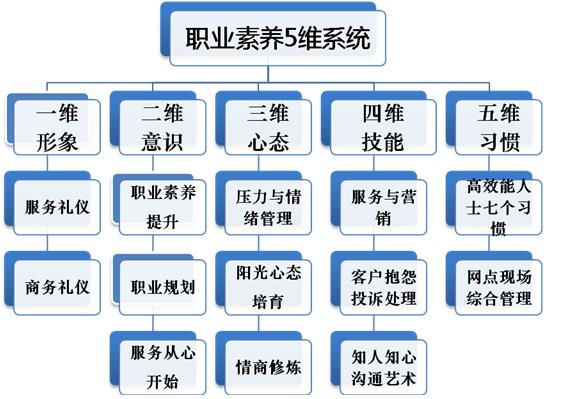 职业素养5维系统
一维
形象
二维
意识
三维
心态
四维
技能
五维
习惯
服务礼仪
职业素养
提升
压力与情
绪管理
服务与营
销
高效能人
士七个习
惯
商务礼仪
职业规划
阳光心态
培育
客户抱怨
投诉处理
网点现场
综合管理
服务从心
开始
情商修炼
知人知心
沟通艺术